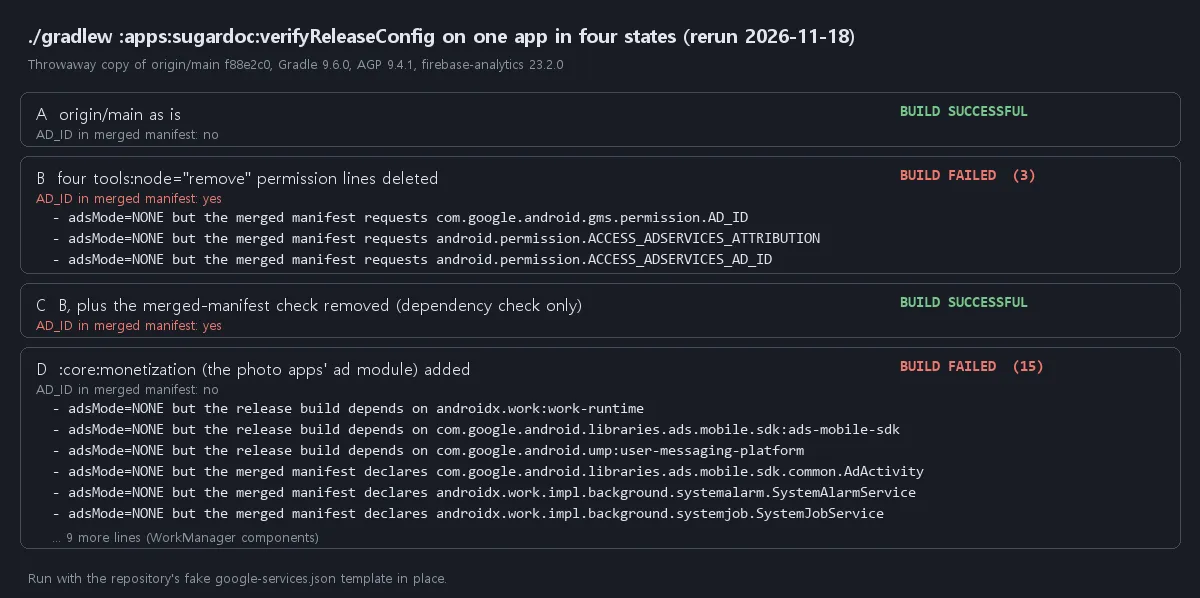 ./gradlew :apps:sugardoc:verifyReleaseConfig on one app in four states (rerun 2026-11-18)
Throwaway copy of origin/main f88e2c0, Gradle 9.6.0, AGP 9.4.1, firebase-analytics 23.2.0
A origin/main as is
BUILD SUCCESSFUL
AD_ID in merged manifest: no
B four tools:node="remove" permission lines deleted
BUILD FAILED (3)
AD_ID in merged manifest: yes
- adsMode=NONE but the merged manifest requests com.google.android.gms.permission.AD_ID
- adsMode=NONE but the merged manifest requests android.permission.ACCESS_ADSERVICES_ATTRIBUTION
- adsMode=NONE but the merged manifest requests android.permission.ACCESS_ADSERVICES_AD_ID
C B, plus the merged-manifest check removed (dependency check only)
BUILD SUCCESSFUL
AD_ID in merged manifest: yes
D :core:monetization (the photo apps' ad module) added
BUILD FAILED (15)
AD_ID in merged manifest: no
- adsMode=NONE but the release build depends on androidx.work:work-runtime
- adsMode=NONE but the release build depends on com.google.android.libraries.ads.mobile.sdk:ads-mobile-sdk
- adsMode=NONE but the release build depends on com.google.android.ump:user-messaging-platform
- adsMode=NONE but the merged manifest declares com.google.android.libraries.ads.mobile.sdk.common.AdActivity
- adsMode=NONE but the merged manifest declares androidx.work.impl.background.systemalarm.SystemAlarmService
- adsMode=NONE but the merged manifest declares androidx.work.impl.background.systemjob.SystemJobService
... 9 more lines (WorkManager components)
Run with the repository's fake google-services.json template in place.